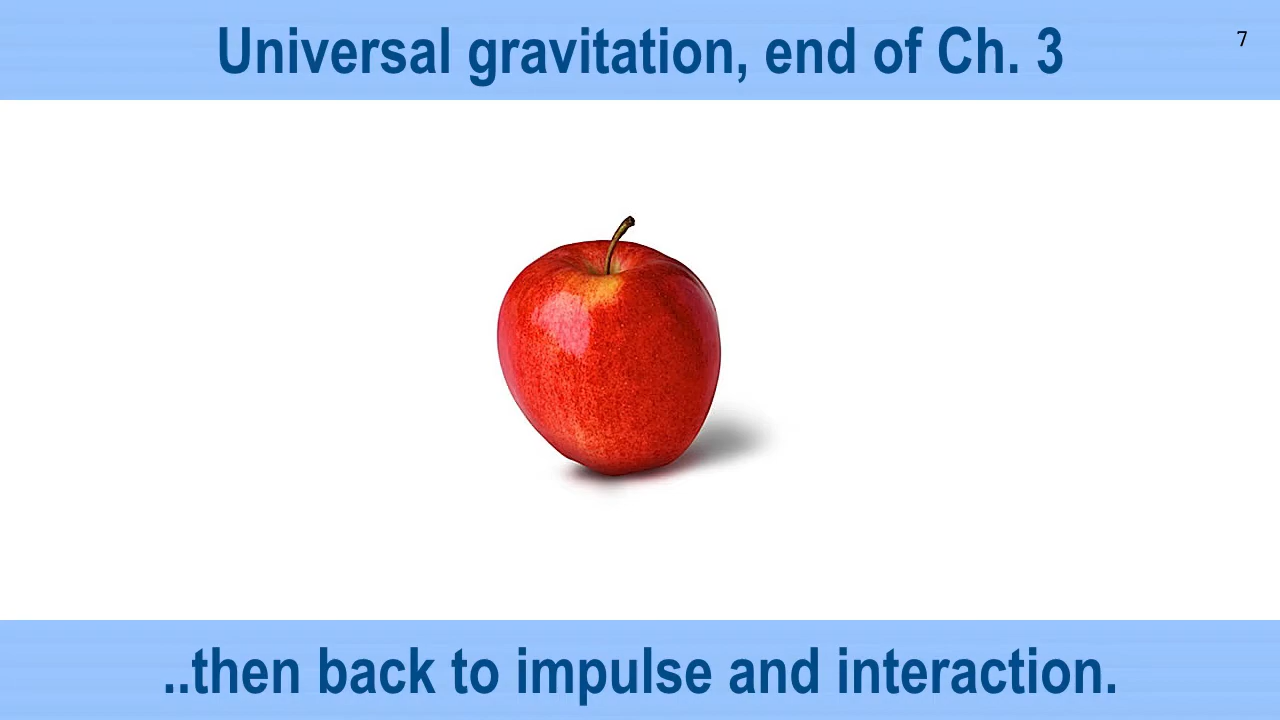 Universal gravitation, end of Ch. 3
7
..then back to impulse and interaction.